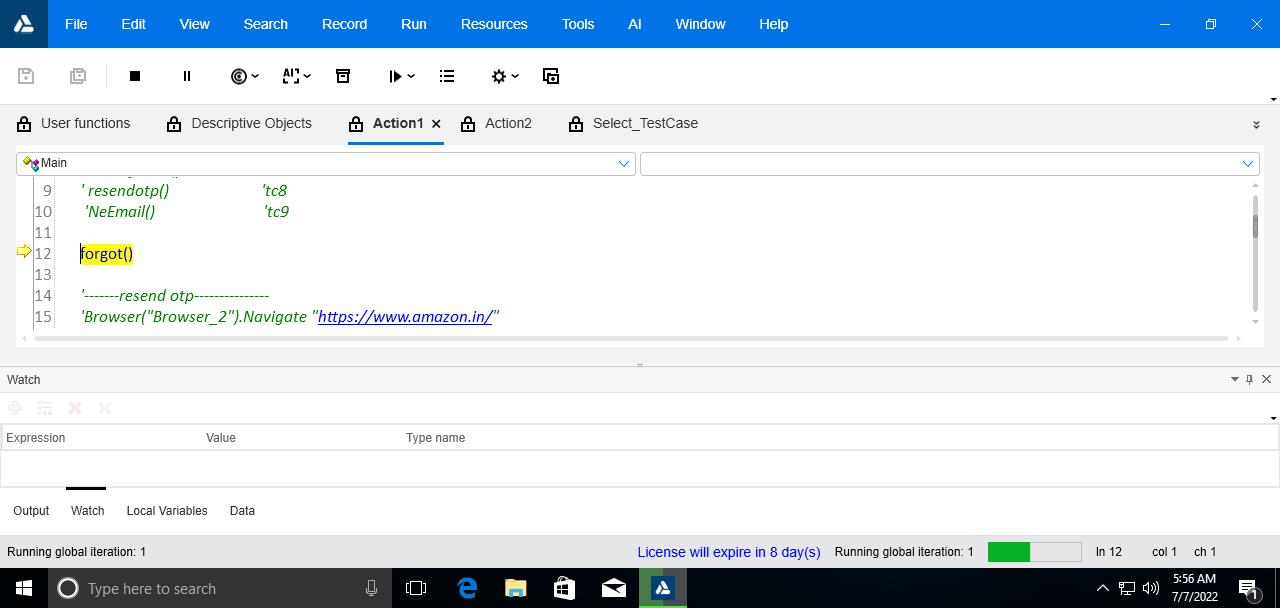 File Edit View Search Record Run Resources Tools AI Window Help
User functions Descriptive Objects Action1 Action2 Select_TestCase
Main
9 ' resendotp() 'tc8
10 'NeEmail() 'tc9
11
12 forgot()
13
14 '-------resend otp---------------
15 'Browser("Browser_2").Navigate "https://www.amazon.in/"
Watch
Expression Value Type name
Output Watch Local Variables Data
Running global iteration: 1 License will expire in 8 day(s) Running global iteration: 1 ln 12 col 1 ch 1
Type here to search
5:56 AM
7/7/2022
1